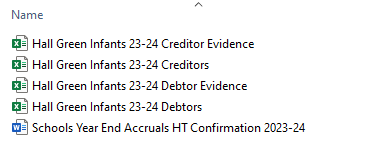 Name
Hall Green Infants 23-24 Creditor Evidence
Hall Green Infants 23-24 Creditors
Hall Green Infants 23-24 Debtor Evidence
Hall Green Infants 23-24 Debtors
Schools Year End Accruals HT Confirmation 2023-24